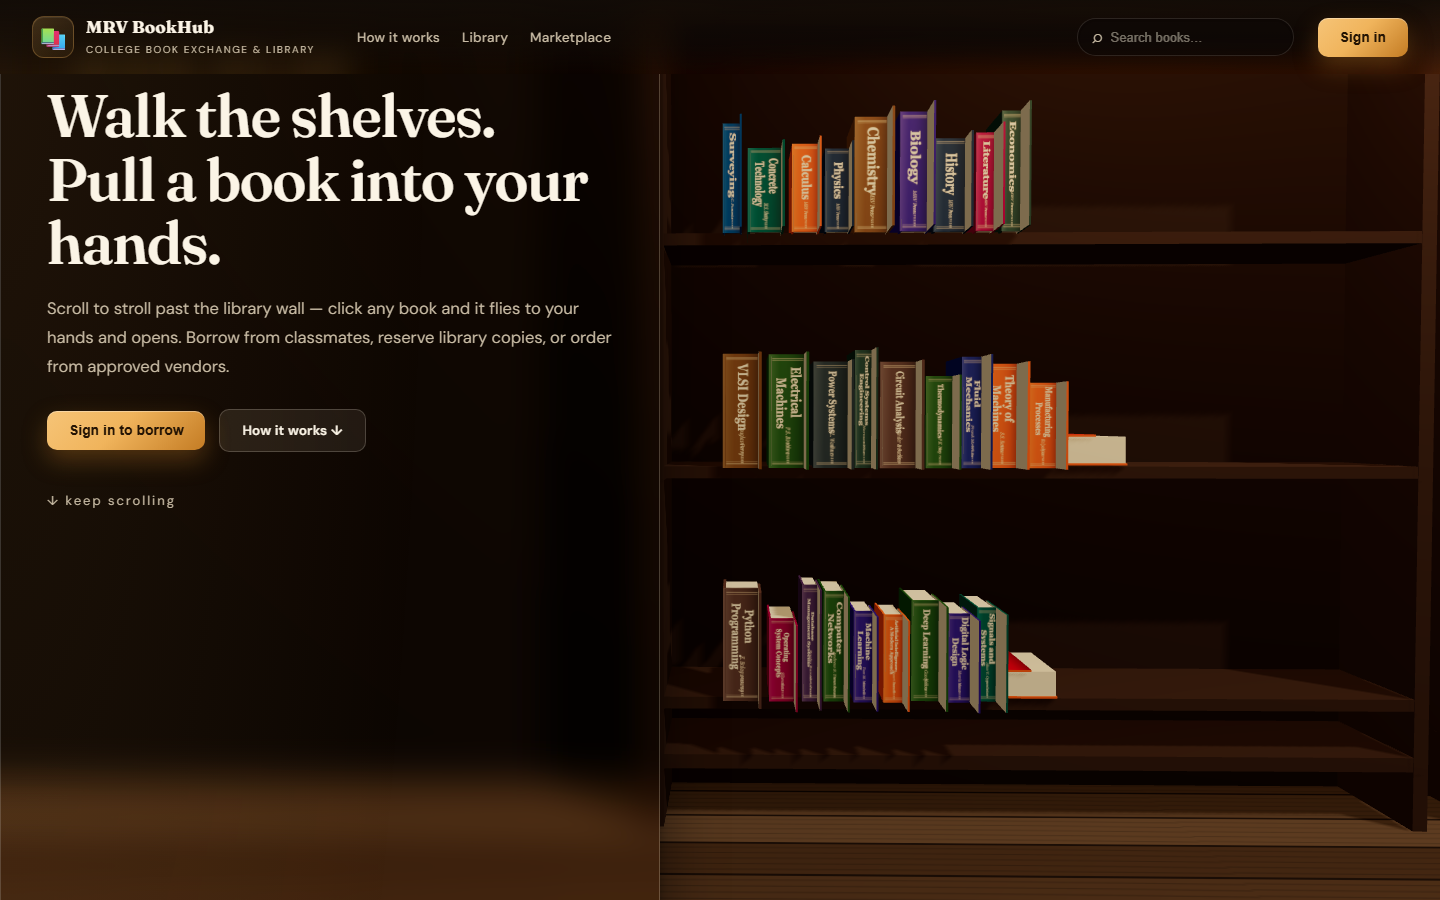 MRV BookHub
COLLEGE BOOK EXCHANGE & LIBRARY
How it works
Library
Marketplace
Search books...
Sign in
Walk the shelves.
Pull a book into your
hands.
Scroll to stroll past the library wall — click any book and it flies to your
hands and opens. Borrow from classmates, reserve library copies, or order
from approved vendors.
Sign in to borrow
How it works ↓
↓ keep scrolling
Surveying
Concrete
Technology
Calculus
Physics
Chemistry
Biology
History
Literature
Economics
VLSI Design
Electrical
Machines
Power Systems
Control Systems
Engineering
Circuit Analysis
Thermodynamics
Fluid
Mechanics
Theory of
Machines
Manufacturing
Processes
Python
Programming
Operating
System Concepts
Database
Computer
Networks
Machine
Learning
Deep Learning
Digital Logic
Design
Signals and
Systems